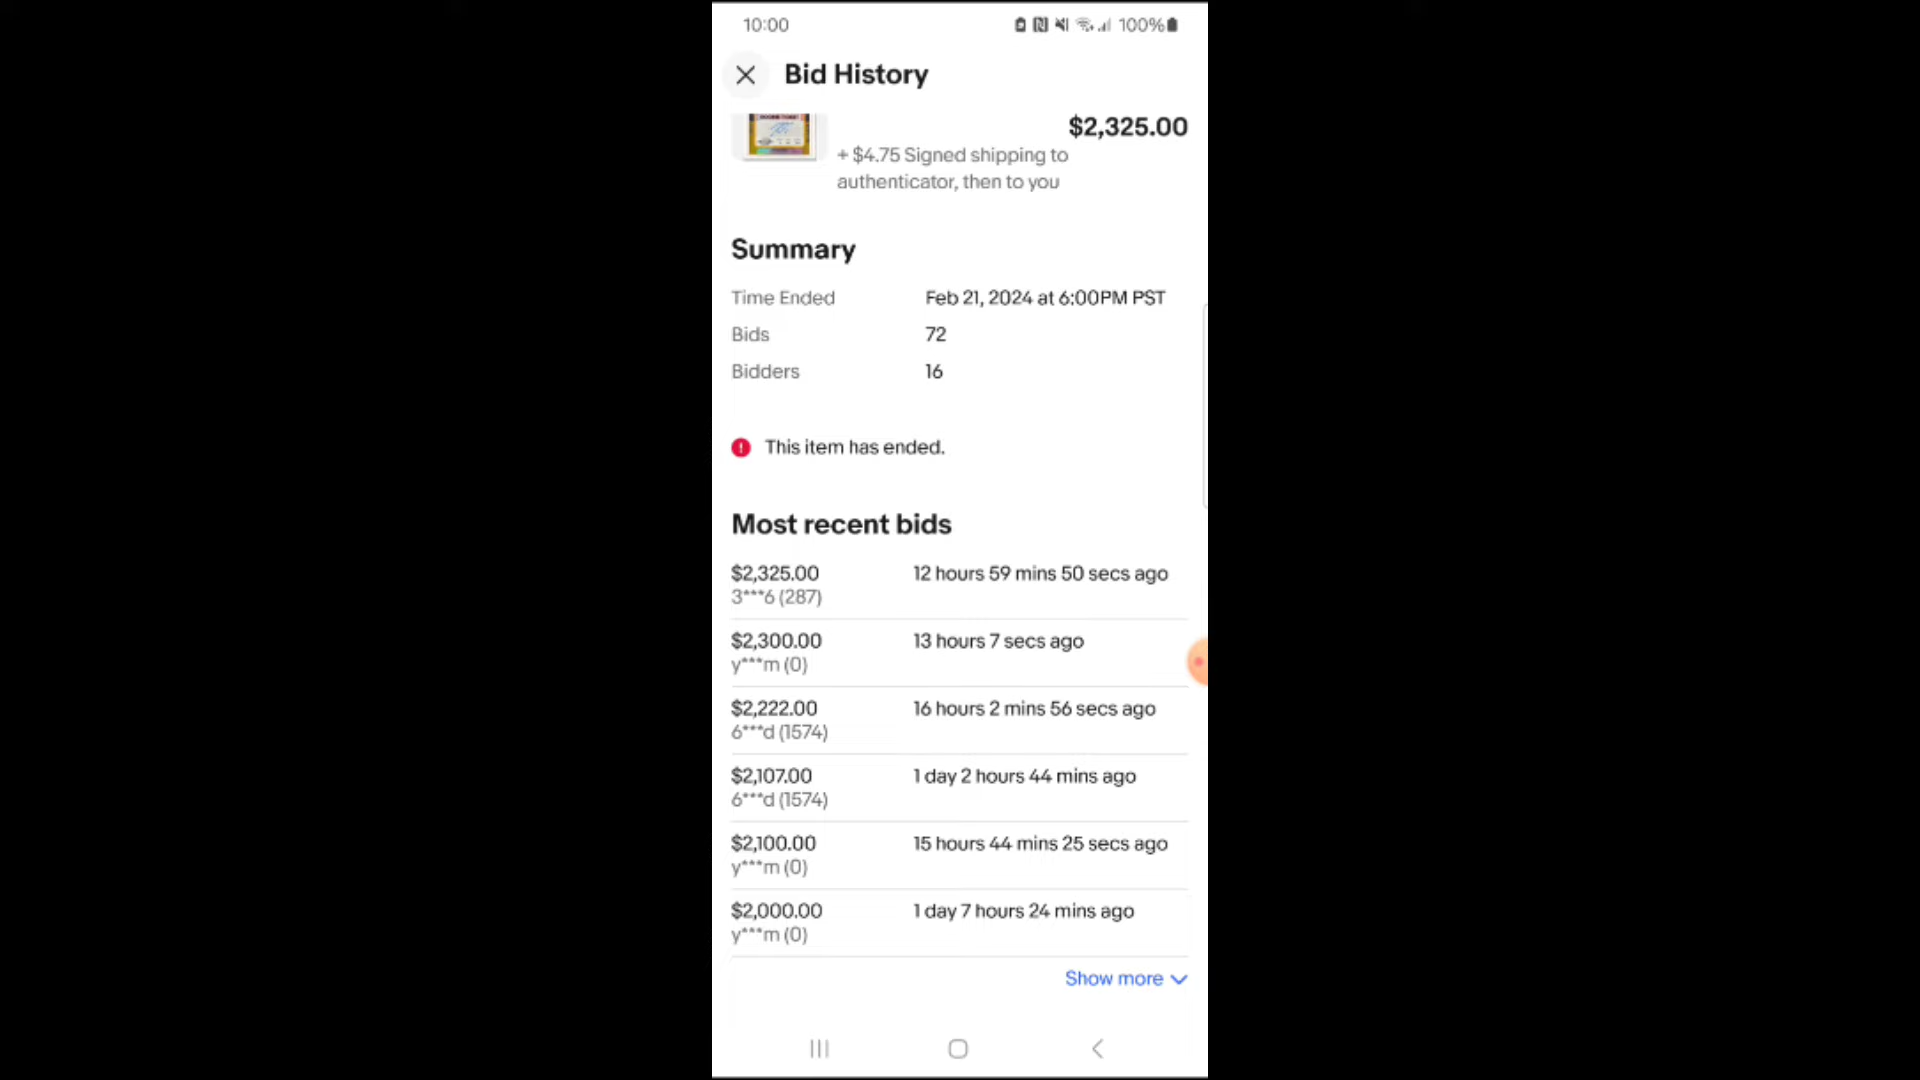 10:00
100%
Bid History
$2,325.00
+ $4.75 Signed shipping to
authenticator, then to you
Summary
Time Ended
Feb 21, 2024 at 6:00PM PST
Bids
72
Bidders
16
This item has ended.
Most recent bids
$2,325.00
12 hours 59 mins 50 secs ago
3***6 (287)
$2,300.00
13 hours 7 secs ago
y***m (0)
$2,222.00
16 hours 2 mins 56 secs ago
6***d (1574)
$2,107.00
1 day 2 hours 44 mins ago
6***d (1574)
$2,100.00
15 hours 44 mins 25 secs ago
y***m (0)
$2,000.00
1 day 7 hours 24 mins ago
y***m (0)
Show more